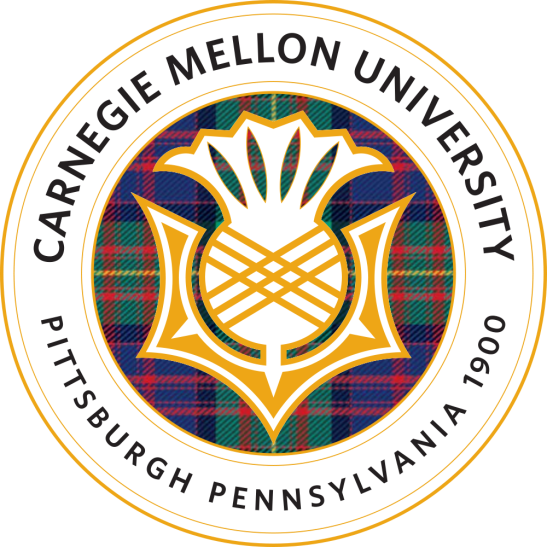 CARNEGIE MELLON UNIVERSITY
PITTSBURGH PENNSYLVANIA 1900